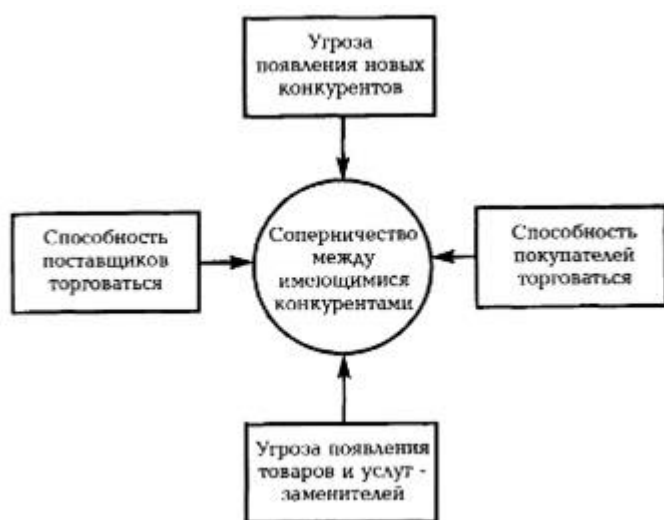 Угроза
появления новых
конкурентов
Способность
поставщиков
торговаться
Соперничество
между
имеющимися
конкурентами
Способность
покупателей
торговаться
Угроза появления
товаров и услуг -
заменителей